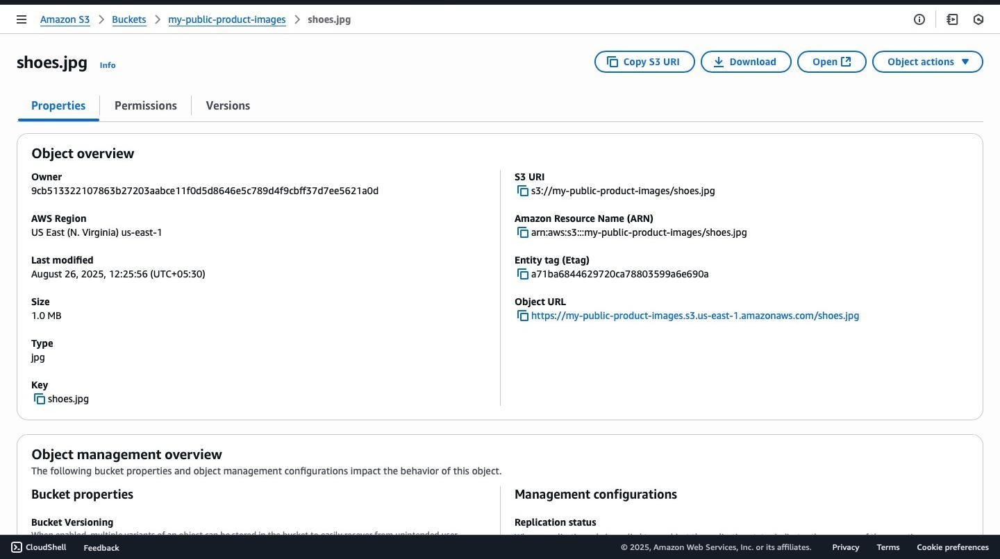 Amazon S3 > Buckets > my-public-product-images > shoes.jpg
shoes.jpg Info
Copy S3 URI Download Open Object actions
Properties Permissions Versions
Object overview
Owner
9cb513322107863b27203aabce11f0d5d8646e5c789d4f9cbff37d7ee5621a0d
AWS Region
US East (N. Virginia) us-east-1
Last modified
August 26, 2025, 12:25:56 (UTC+05:30)
Size
1.0 MB
Type
jpg
Key
shoes.jpg
S3 URI
s3://my-public-product-images/shoes.jpg
Amazon Resource Name (ARN)
arn:aws:s3:::my-public-product-images/shoes.jpg
Entity tag (Etag)
a71ba6844629720ca78803599a6e690a
Object URL
https://my-public-product-images.s3.us-east-1.amazonaws.com/shoes.jpg
Object management overview
The following bucket properties and object management configurations impact the behavior of this object.
Bucket properties
Bucket Versioning
When enabled, multiple variants of an object can be stored in the bucket to easily recover from unintended user
Management configurations
Replication status
CloudShell Feedback © 2025, Amazon Web Services, Inc. or its affiliates. Privacy Terms Cookie preferences